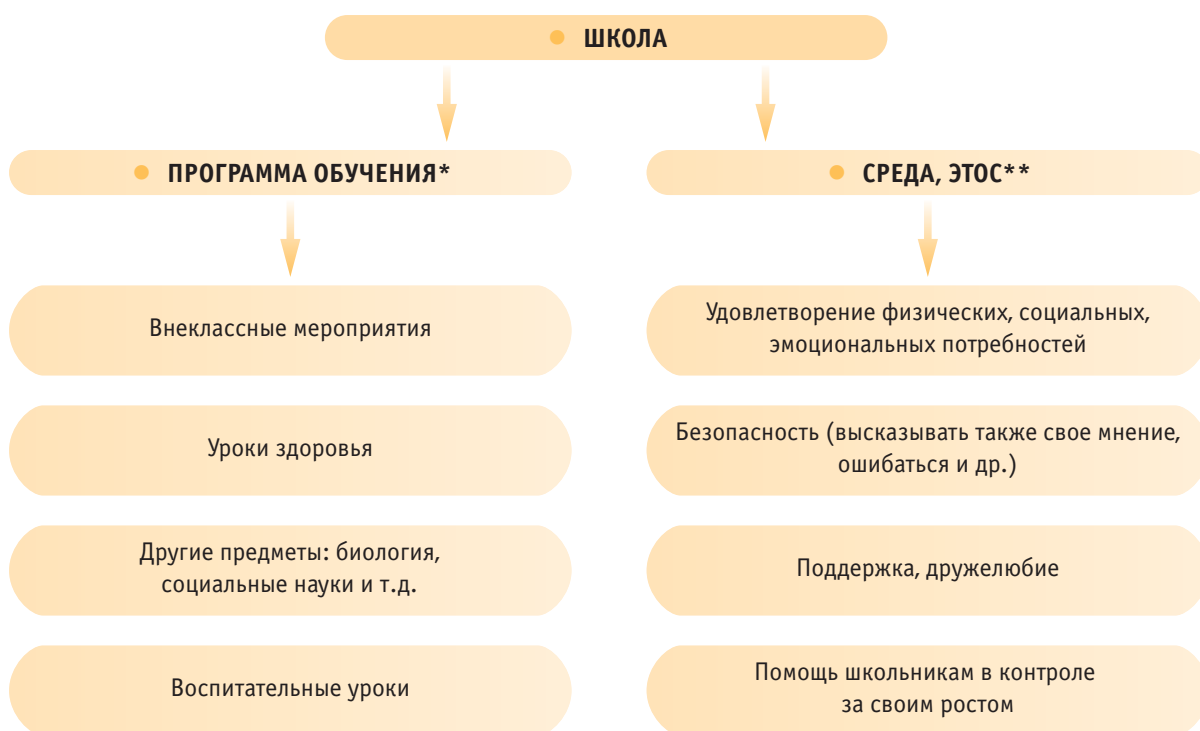 ШКОЛА
ПРОГРАММА ОБУЧЕНИЯ*
СРЕДА, ЭТОС**
Внеклассные мероприятия
Удовлетворение физических, социальных,
эмоциональных потребностей
Уроки здоровья
Безопасность (высказывать также свое мнение,
ошибаться и др.)
Другие предметы: биология,
социальные науки и т.д.
Поддержка, дружелюбие
Воспитательные уроки
Помощь школьникам в контроле
за своим ростом